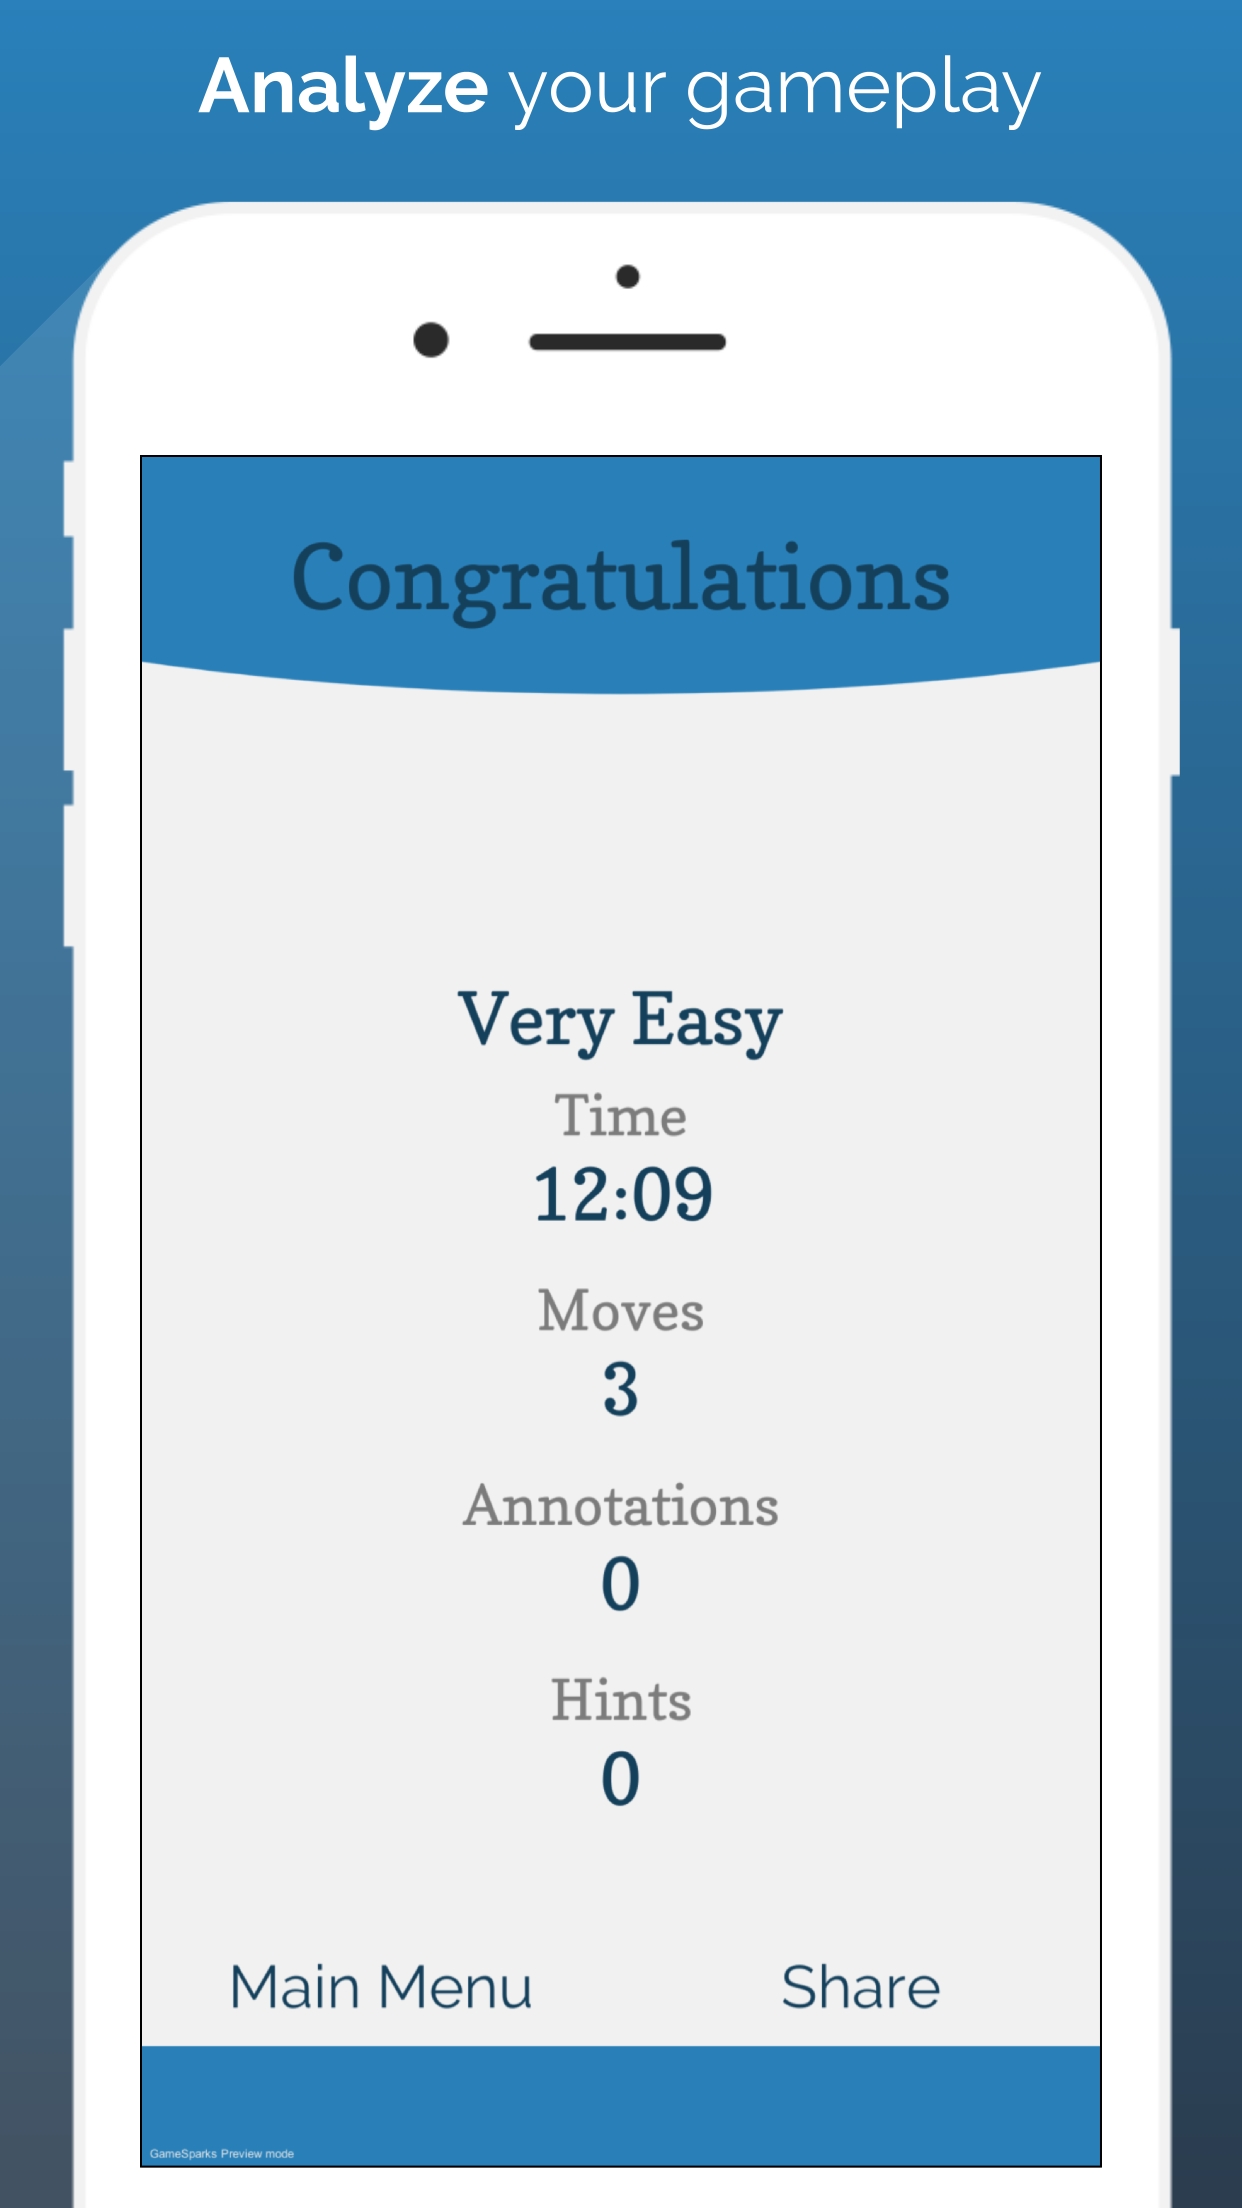 Analyze your gameplay
Congratulations
Very Easy
Time
12:09
Moves
3
Annotations
0
Hints
0
Main Menu
Share
GameSparks Preview mode